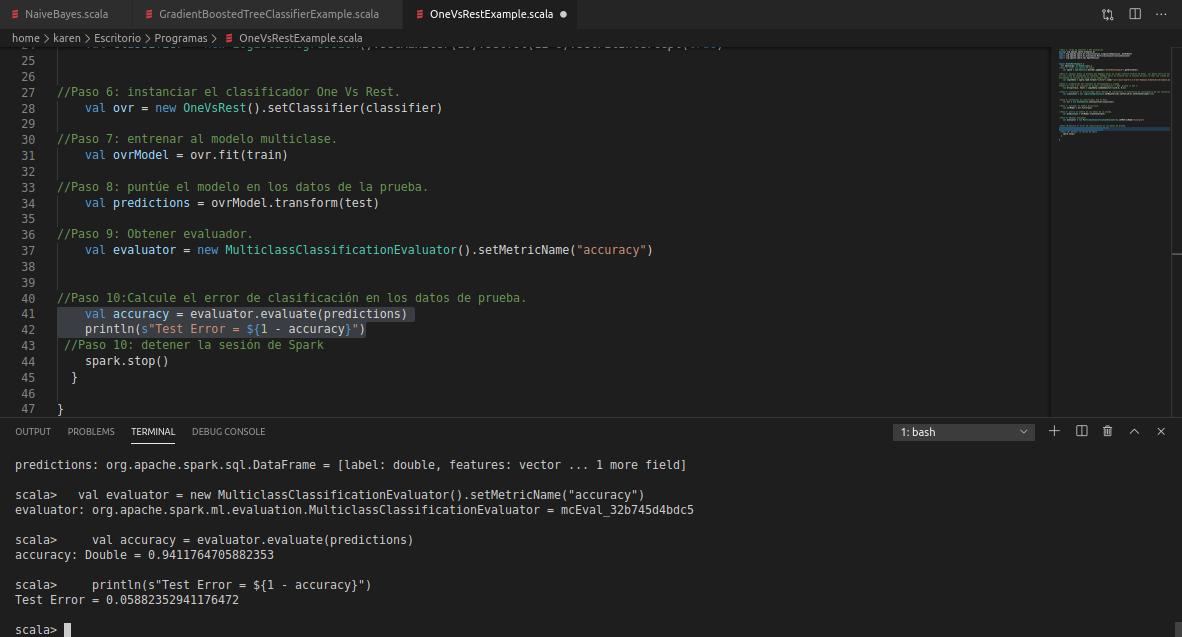 NaiveBayes.scala
GradientBoostedTreeClassifierExample.scala
OneVsRestExample.scala
home > karen > Escritorio > Programas > OneVsRestExample.scala
25
26
27 //Paso 6: instanciar el clasificador One Vs Rest.
28 val ovr = new OneVsRest().setClassifier(classifier)
29
30 //Paso 7: entrenar al modelo multiclase.
31 val ovrModel = ovr.fit(train)
32
33 //Paso 8: puntúe el modelo en los datos de la prueba.
34 val predictions = ovrModel.transform(test)
35
36 //Paso 9: Obtener evaluador.
37 val evaluator = new MulticlassClassificationEvaluator().setMetricName("accuracy")
38
39
40 //Paso 10:Calcule el error de clasificación en los datos de prueba.
41 val accuracy = evaluator.evaluate(predictions)
42 println(s"Test Error = ${1 - accuracy}")
43 //Paso 10: detener la sesión de Spark
44 spark.stop()
45 }
46
47 }
OUTPUT PROBLEMS TERMINAL DEBUG CONSOLE
1: bash
predictions: org.apache.spark.sql.DataFrame = [label: double, features: vector ... 1 more field]
scala> val evaluator = new MulticlassClassificationEvaluator().setMetricName("accuracy")
evaluator: org.apache.spark.ml.evaluation.MulticlassClassificationEvaluator = mcEval_32b745d4bdc5
scala> val accuracy = evaluator.evaluate(predictions)
accuracy: Double = 0.9411764705882353
scala> println(s"Test Error = ${1 - accuracy}")
Test Error = 0.05882352941176472
scala>